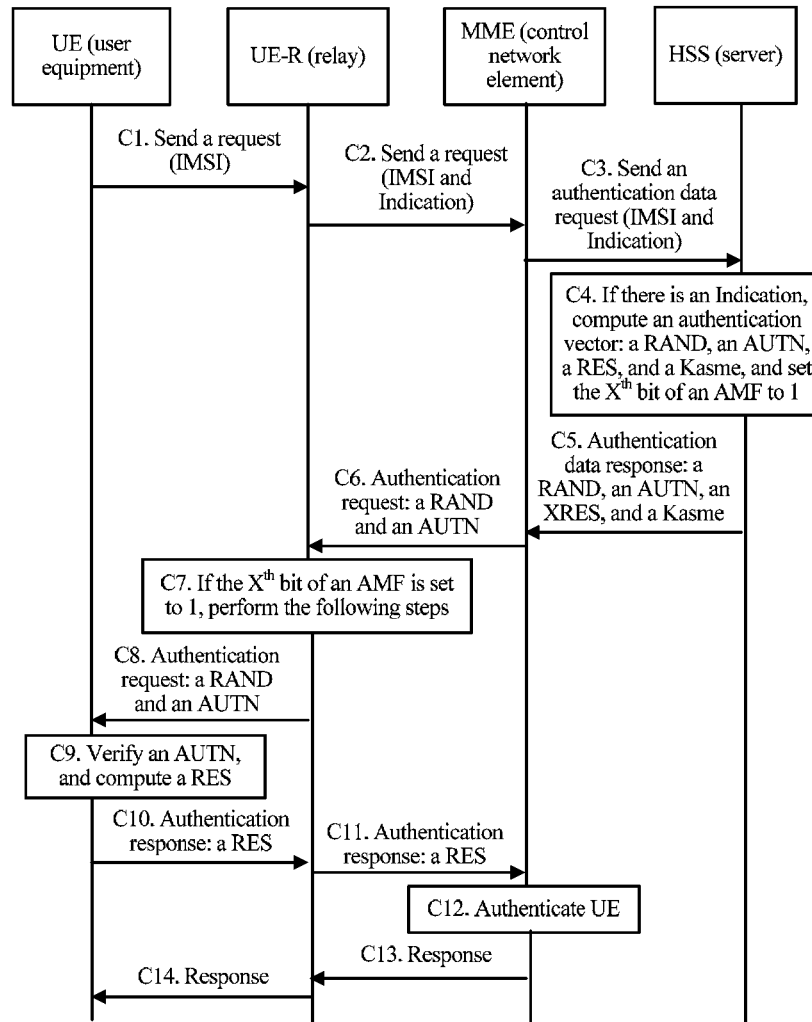 UE (user
equipment)
UE-R (relay)
MME (control
network
element)
HSS (server)
C1. Send a request
(IMSI)
C2. Send a request
(IMSI and
Indication)
C3. Send an
authentication data
request (IMSI and
Indication)
C4. If there is an Indication,
compute an authentication
vector: a RAND, an AUTN,
a RES, and a Kasme, and set
the Xth bit of an AMF to 1
C5. Authentication
data response: a
RAND, an AUTN, an
XRES, and a Kasme
C6. Authentication
request: a RAND
and an AUTN
C7. If the Xth bit of an AMF is set
to 1, perform the following steps
C8. Authentication
request: a RAND
and an AUTN
C9. Verify an AUTN,
and compute a RES
C10. Authentication
response: a RES
C11. Authentication
response: a RES
C12. Authenticate UE
C13. Response
C14. Response